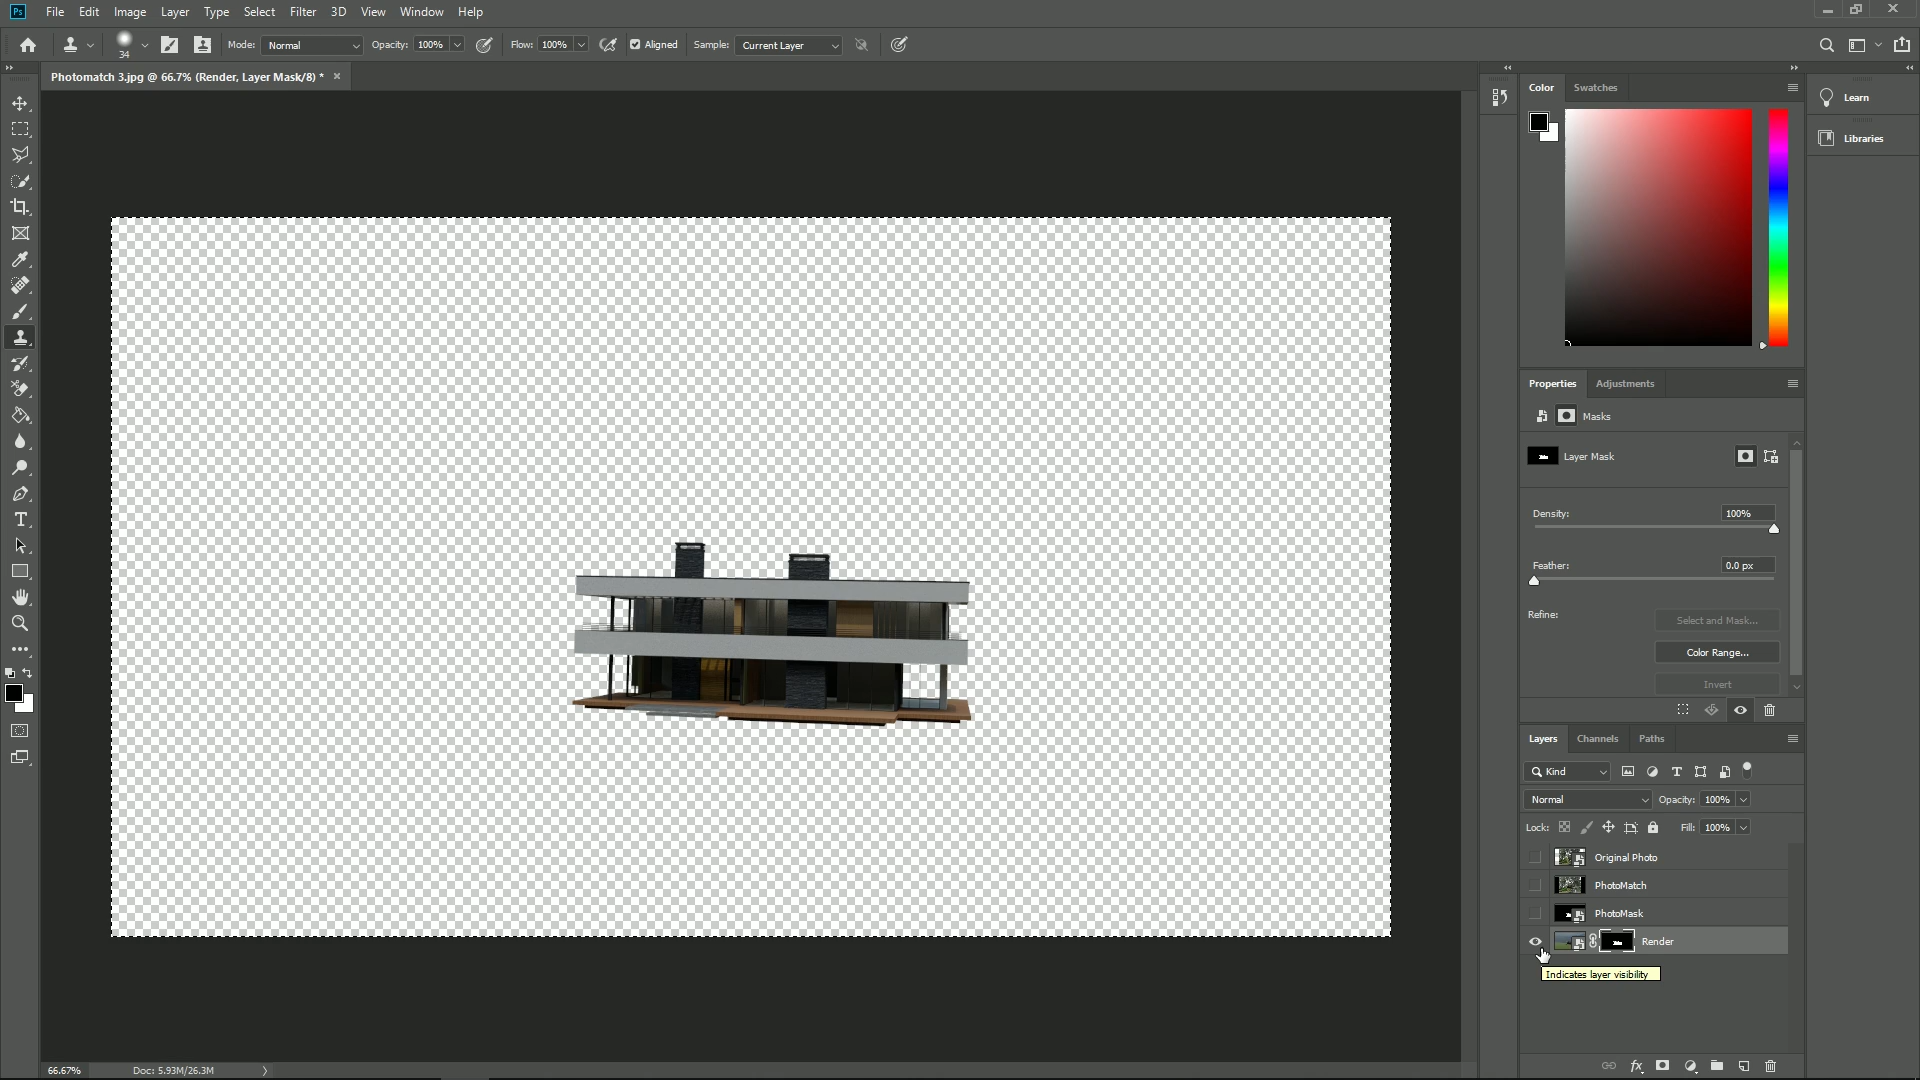 Ps File Edit Image Layer Type Select Filter 3D View Window Help
34 Mode: Normal Opacity: 100% Flow: 100% Aligned Sample: Current Layer
Photomatch 3.jpg @ 66.7% (Render, Layer Mask/8) * ×
Color Swatches
Learn
Libraries
Properties Adjustments
Masks
Layer Mask
Density: 100%
Feather: 0.0 px
Refine: Select and Mask...
Color Range...
Invert
Layers Channels Paths
Kind
Normal Opacity: 100%
Lock: Fill: 100%
Original Photo
PhotoMatch
PhotoMask
Render
Indicates layer visibility
66.67% Doc: 5.93M/26.3M